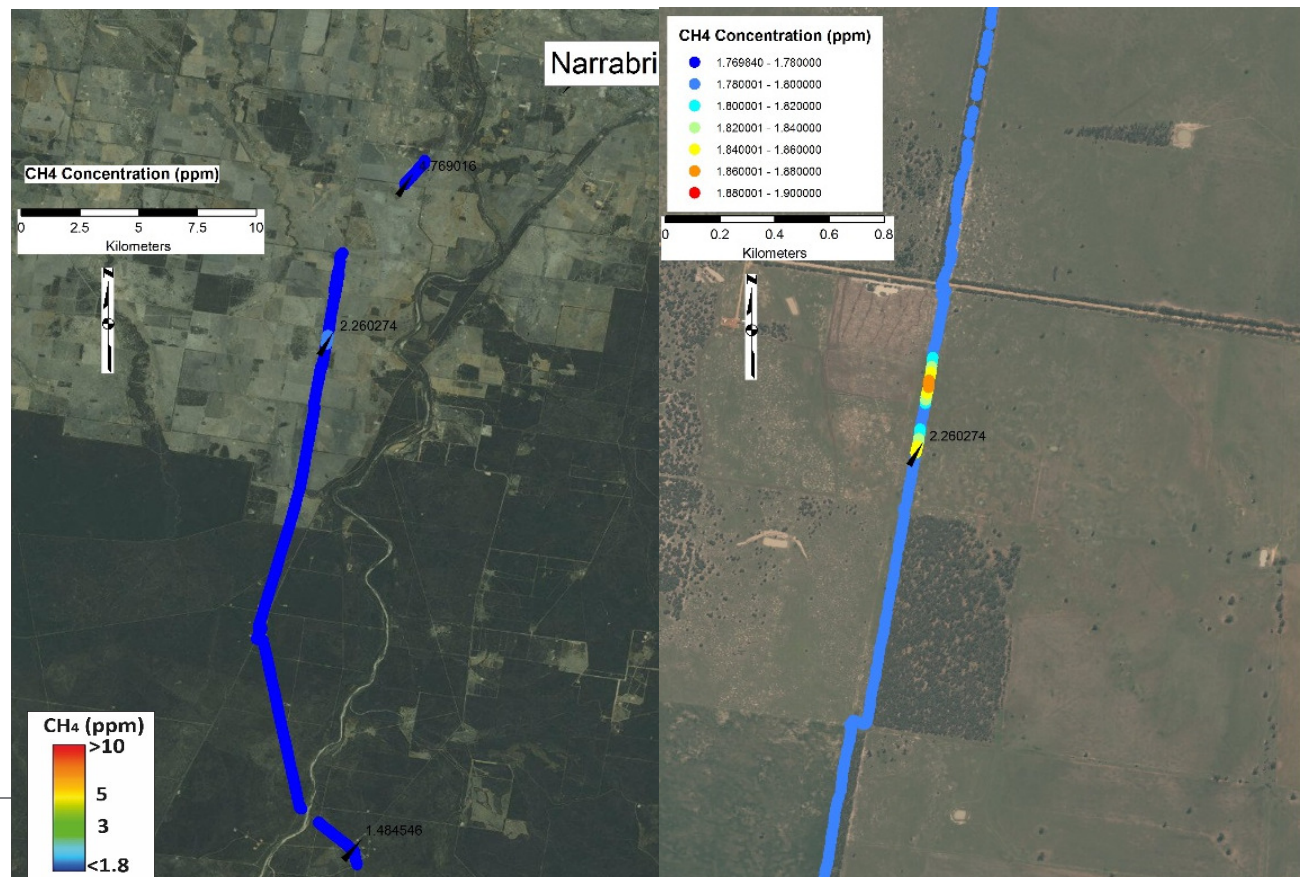 Narrabri
4.769016
CH4 Concentration (ppm)
0 2.5 5 7.5 10
Kilometers
N
2.260274
1.484546
CH₄ (ppm)
>10
5
3
<1.8
CH4 Concentration (ppm)
1.769840 - 1.780000
1.780001 - 1.800000
1.800001 - 1.820000
1.820001 - 1.840000
1.840001 - 1.860000
1.860001 - 1.880000
1.880001 - 1.900000
0 0.2 0.4 0.6 0.8
Kilometers
N
2.260274